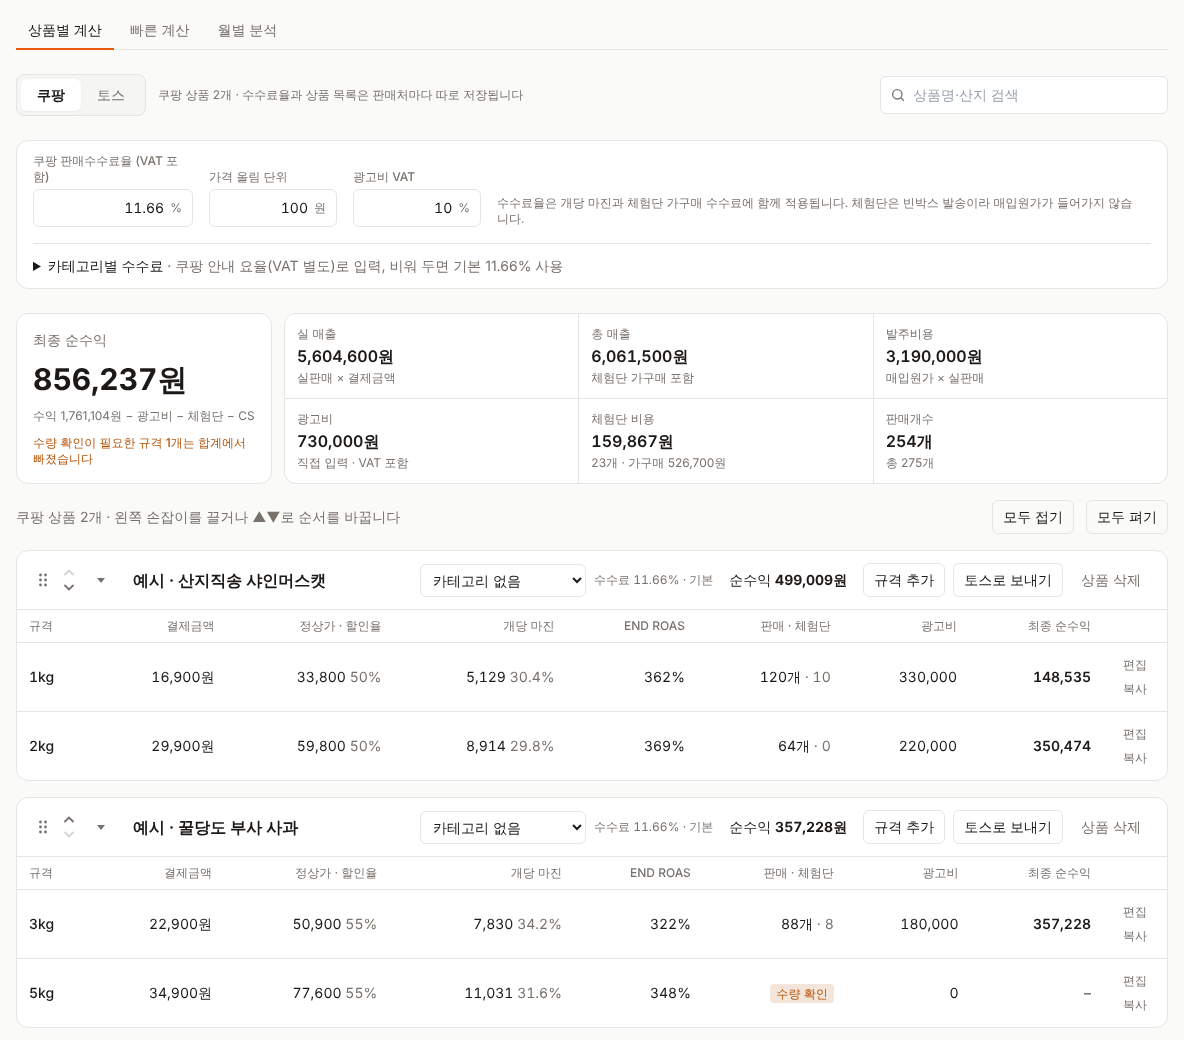 상품별 계산 빠른 계산 월별 분석
쿠팡 토스 쿠팡 상품 2개 · 수수료율과 상품 목록은 판매처마다 따로 저장됩니다 상품명·산지 검색
쿠팡 판매수수료율 (VAT 포
함) 가격 올림 단위 광고비 VAT
11.66 % 100 원 10 % 수수료율은 개당 마진과 체험단 가구매 수수료에 함께 적용됩니다. 체험단은 빈박스 발송이라 매입원가가 들어가지 않습
니다.
▶ 카테고리별 수수료 · 쿠팡 안내 요율(VAT 별도)로 입력, 비워 두면 기본 11.66% 사용
최종 순수익
856,237원
수익 1,761,104원 − 광고비 − 체험단 − CS
수량 확인이 필요한 규격 1개는 합계에서
빠졌습니다
실 매출 총 매출 발주비용
5,604,600원 6,061,500원 3,190,000원
실판매 × 결제금액 체험단 가구매 포함 매입원가 × 실판매
광고비 체험단 비용 판매개수
730,000원 159,867원 254개
직접 입력 · VAT 포함 23개 · 가구매 526,700원 총 275개
쿠팡 상품 2개 · 왼쪽 손잡이를 끌거나 ▲▼로 순서를 바꿉니다 모두 접기 모두 펴기
예시 · 산지직송 샤인머스캣 카테고리 없음 수수료 11.66% · 기본 순수익 499,009원 규격 추가 토스로 보내기 상품 삭제
규격 결제금액 정상가 · 할인율 개당 마진 END ROAS 판매 · 체험단 광고비 최종 순수익
1kg 16,900원 33,800 50% 5,129 30.4% 362% 120개 · 10 330,000 148,535 편집
복사
2kg 29,900원 59,800 50% 8,914 29.8% 369% 64개 · 0 220,000 350,474 편집
복사
예시 · 꿀당도 부사 사과 카테고리 없음 수수료 11.66% · 기본 순수익 357,228원 규격 추가 토스로 보내기 상품 삭제
규격 결제금액 정상가 · 할인율 개당 마진 END ROAS 판매 · 체험단 광고비 최종 순수익
3kg 22,900원 50,900 55% 7,830 34.2% 322% 88개 · 8 180,000 357,228 편집
복사
5kg 34,900원 77,600 55% 11,031 31.6% 348% 수량 확인 0 – 편집
복사